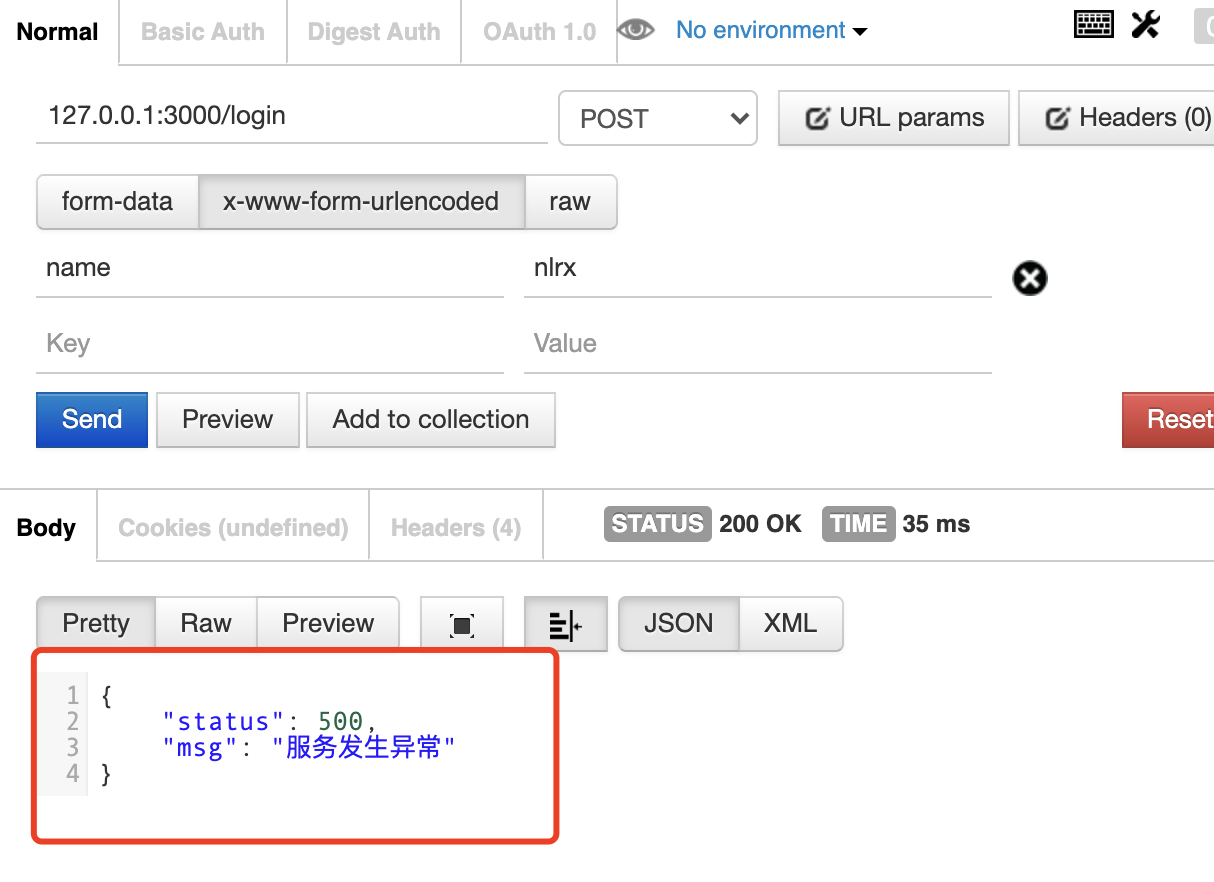 Normal Basic Auth Digest Auth OAuth 1.0 No environment
127.0.0.1:3000/login POST URL params Headers (0)
form-data x-www-form-urlencoded raw
name nlrx
Key Value
Send Preview Add to collection Reset
Body Cookies (undefined) Headers (4) STATUS 200 OK TIME 35 ms
Pretty Raw Preview JSON XML
1 {
2 "status": 500,
3 "msg": "服务发生异常"
4 }